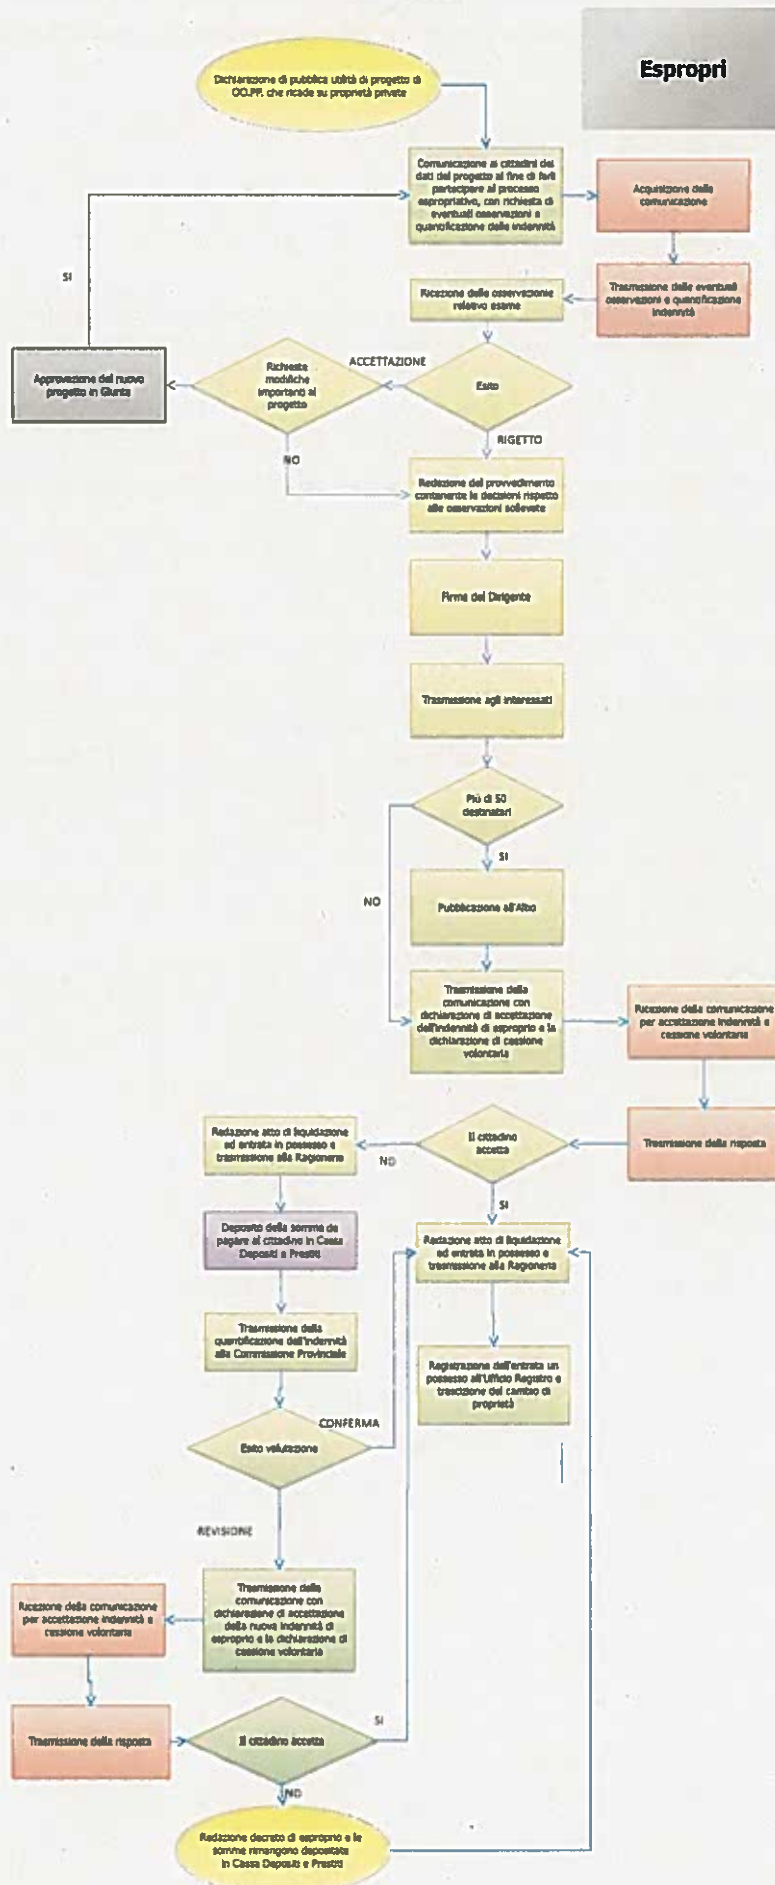 Espropri
Dichiarazione di pubblica utilità di progetto di
OO.PP. che ricade su proprietà private
Comunicazione ai cittadini dei
dati del progetto al fine di farli
partecipare al processo
espropriativo, con richiesta di
eventuali osservazioni e
quantificazione delle indennità
Acquisizione della
comunicazione
SI
Trasmissione delle eventuali
osservazioni e quantificazione
indennità
Ricezione delle osservazionie
relativo esame
ACCETTAZIONE
Richieste
modifiche
importanti al
progetto
Esito
Approvazione del nuovo
progetto in Giunta
RIGETTO
NO
Redazione del provvedimento
contenente le decisioni rispetto
alle osservazioni sollevate
Firma del Dirigente
Trasmissione agli interessati
Più di 50
destinatari
SI
NO
Pubblicazione all'Albo
Trasmissione della
comunicazione con
dichiarazione di accettazione
dell'indennità di esproprio e la
dichiarazione di cessione
volontaria
Ricezione della comunicazione
per accettazione indennità e
cessione volontaria
Redazione atto di liquidazione
ed entrata in possesso e
trasmissione alla Ragioneria
Il cittadino
accetta
Trasmissione della risposta
NO
SI
Deposito della somma da
pagare al cittadino in Cassa
Depositi e Prestiti
Redazione atto di liquidazione
ed entrata in possesso e
trasmissione alla Ragioneria
Trasmissione della
quantificazione dell'indennità
alla Commissione Provinciale
Registrazione dell'entrata un
possesso all'Ufficio Registro e
trascizione del cambio di
proprietà
CONFERMA
Esito valutazione
REVISIONE
Trasmissione della
comunicazione con
dichiarazione di accettazione
della nuova indennità di
esproprio e la dichiarazione di
cessione volontaria
Ricezione della comunicazione
per accettazione indennità e
cessione volontaria
SI
Trasmissione della risposta
Il cittadino accetta
NO
Redazione decreto di esproprio e le
somme rimangono depositate
in Cassa Depositi e Prestiti